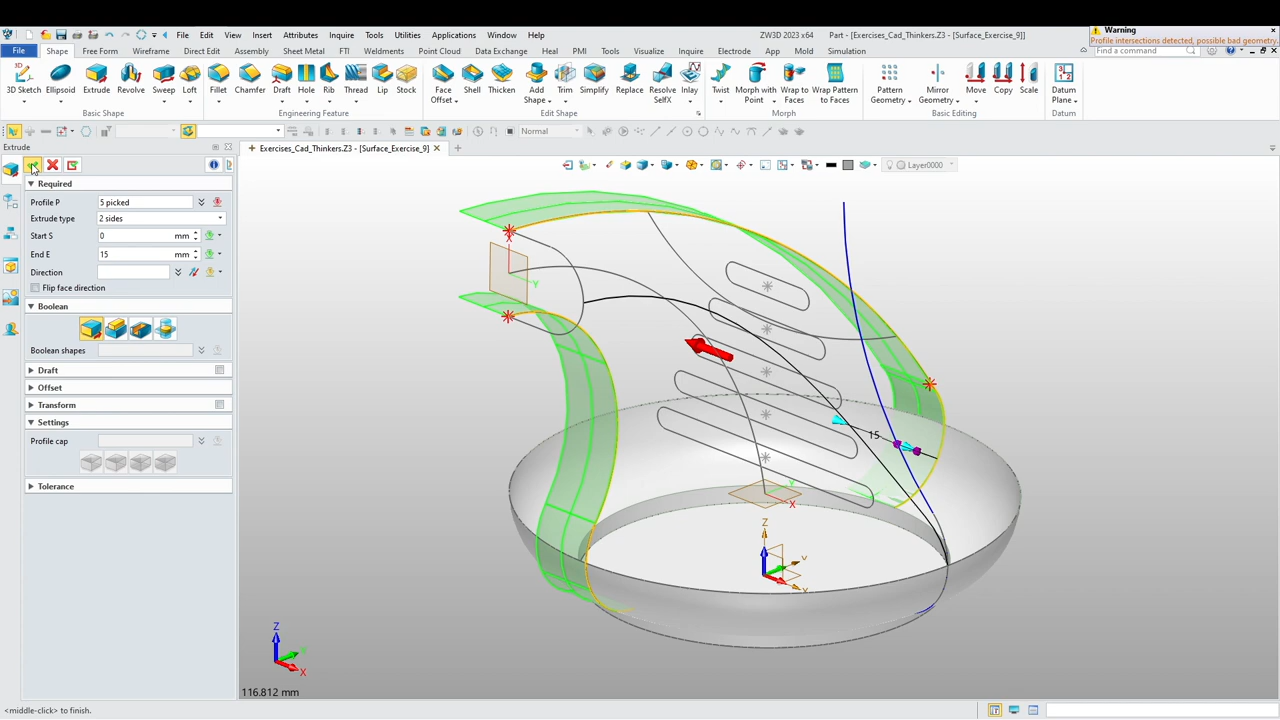 File Edit View Insert Attributes Inquire Tools Utilities Applications Window Help
ZW3D 2023 x64 Part - [Exercises_Cad_Thinkers.Z3 - [Surface_Exercise_9]]
Warning
Profile intersections detected, possible bad geometry.
File Shape Free Form Wireframe Direct Edit Assembly Sheet Metal FTI Weldments Point Cloud Data Exchange Heal PMI Tools Visualize Inquire Electrode App Mold Simulation
Find a command
3D Sketch Ellipsoid Extrude Revolve Sweep Loft Fillet Chamfer Draft Hole Rib Thread Lip Stock Face Offset Shell Thicken Add Shape Trim Simplify Replace Resolve SelfX Inlay Twist Morph with Point Wrap to Faces Wrap Pattern to Faces Pattern Geometry Mirror Geometry Move Copy Scale Datum Plane
Basic Shape Engineering Feature Edit Shape Morph Basic Editing Datum
Normal
Extrude
Exercises_Cad_Thinkers.Z3 - [Surface_Exercise_9]
Layer0000
Required
Profile P 5 picked
Extrude type 2 sides
Start S 0 mm
End E 15 mm
Direction
Flip face direction
Boolean
Boolean shapes
Draft
Offset
Transform
Settings
Profile cap
Tolerance
X
Y
15
Y
X
Z
Z
X
116.812 mm
<middle-click> to finish.